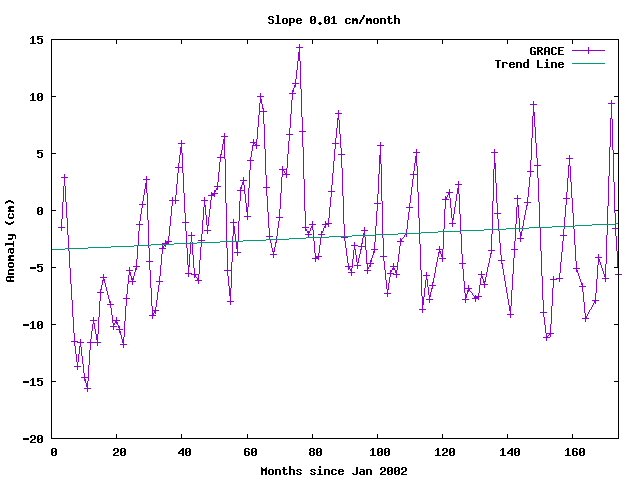 Slope 0.01 cm/month
GRACE
Trend Line
15
10
5
0
-5
-10
-15
-20
Anomaly (cm)
0 20 40 60 80 100 120 140 160
Months since Jan 2002